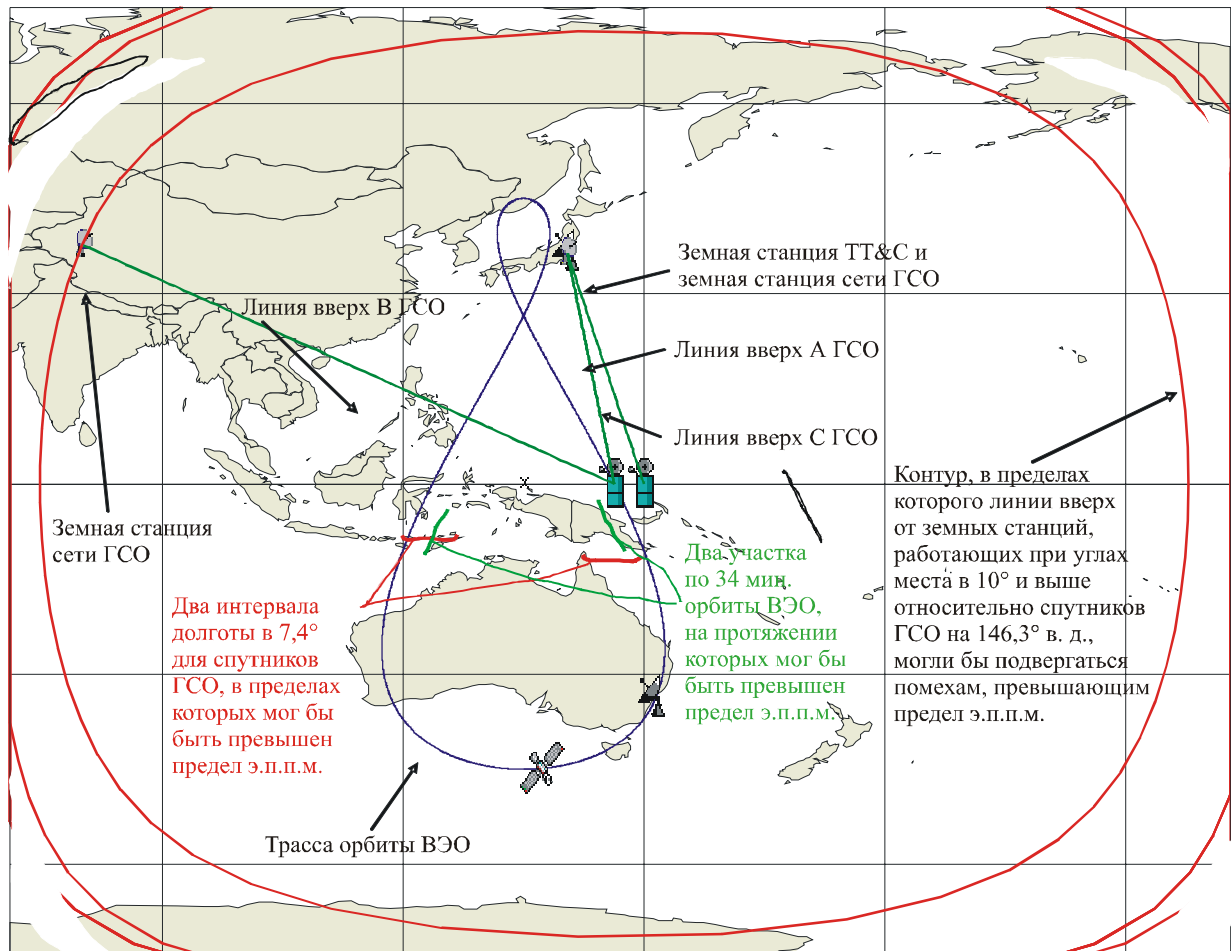 Земная станция ТТ&С и
земная станция сети ГСО
Линия вверх В ГСО
Линия вверх А ГСО
Линия вверх С ГСО
Контур, в пределах
которого линии вверх
от земных станций,
работающих при углах
места в 10° и выше
относительно спутников
ГСО на 146,3° в. д.,
могли бы подвергаться
помехам, превышающим
предел э.п.п.м.
Земная станция
сети ГСО
Два участка
по 34 мин.
орбиты ВЭО,
на протяжении
которых мог бы
быть превышен
предел э.п.п.м.
Два интервала
долготы в 7,4°
для спутников
ГСО, в пределах
которых мог бы
быть превышен
предел э.п.п.м.
Трасса орбиты ВЭО